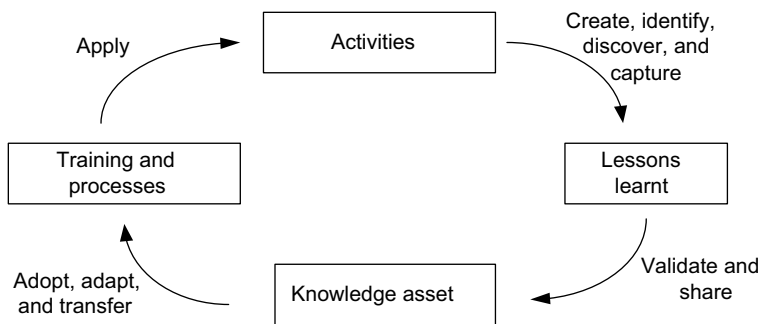 Apply
Activities
Create, identify,
discover, and
capture
Training and
processes
Lessons
learnt
Adopt, adapt,
and transfer
Knowledge asset
Validate and
share